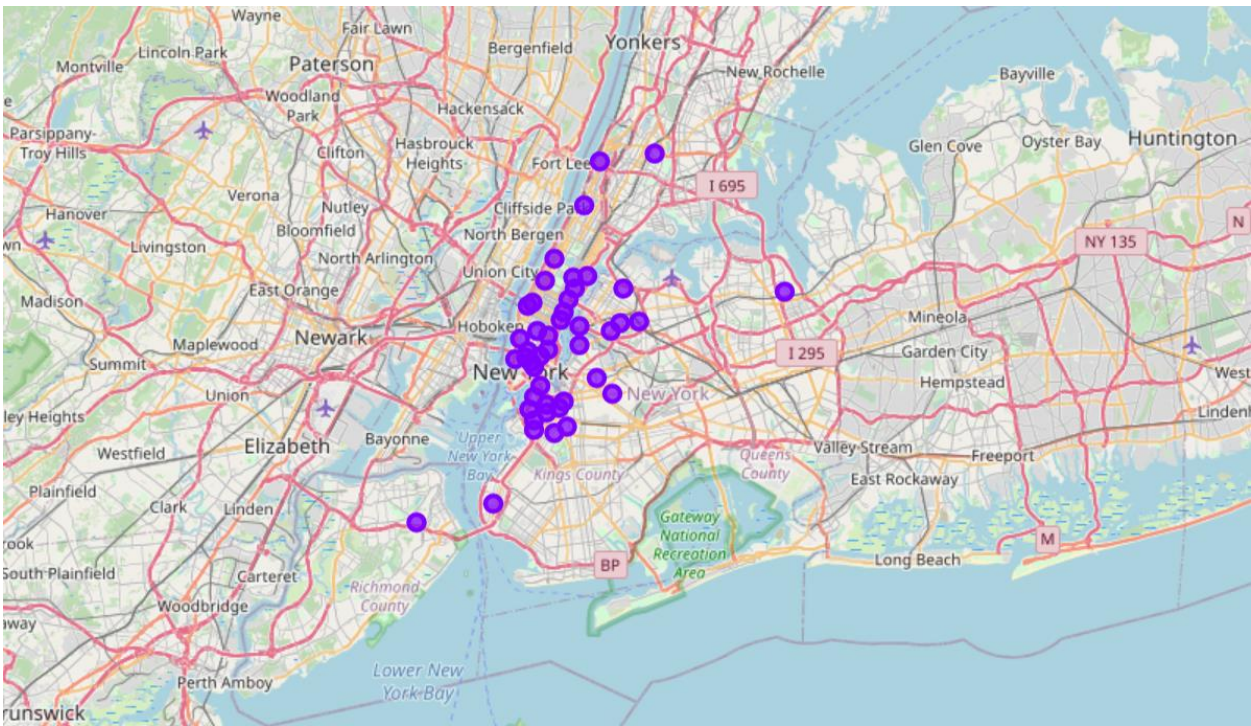 Wayne
Fair Lawn
Lincoln Park
Bergenfield
Yonkers
Montville
Paterson
New Rochelle
Bayville
Woodland
Park
Hackensack
Parsippany-
Troy Hills
Clifton
Hasbrouck
Heights
Fort Lee
Glen Cove
Oyster Bay
Huntington
Verona
I 695
Hanover
Nutley
Cliffside Pa
N
Bloomfield
North Bergen
NY 135
Livingston
North Arlington
Union City
East Orange
Madison
Mineola
Newark
Hoboken
Maplewood
I 295
Garden City
Summit
New York
West
Union
New York
Hempstead
ley Heights
Lindenh
Elizabeth
Bayonne
Westfield
Upper
New York
Bay
Kings County
Queens
County
Valley Stream
Freeport
Plainfield
East Rockaway
Clark
Linden
Gateway
National
Recreation
Area
rook
M
South Plainfield
Carteret
BP
Long Beach
Richmond
County
Woodbridge
away
Lower New
York Bay
Perth Amboy
runswick